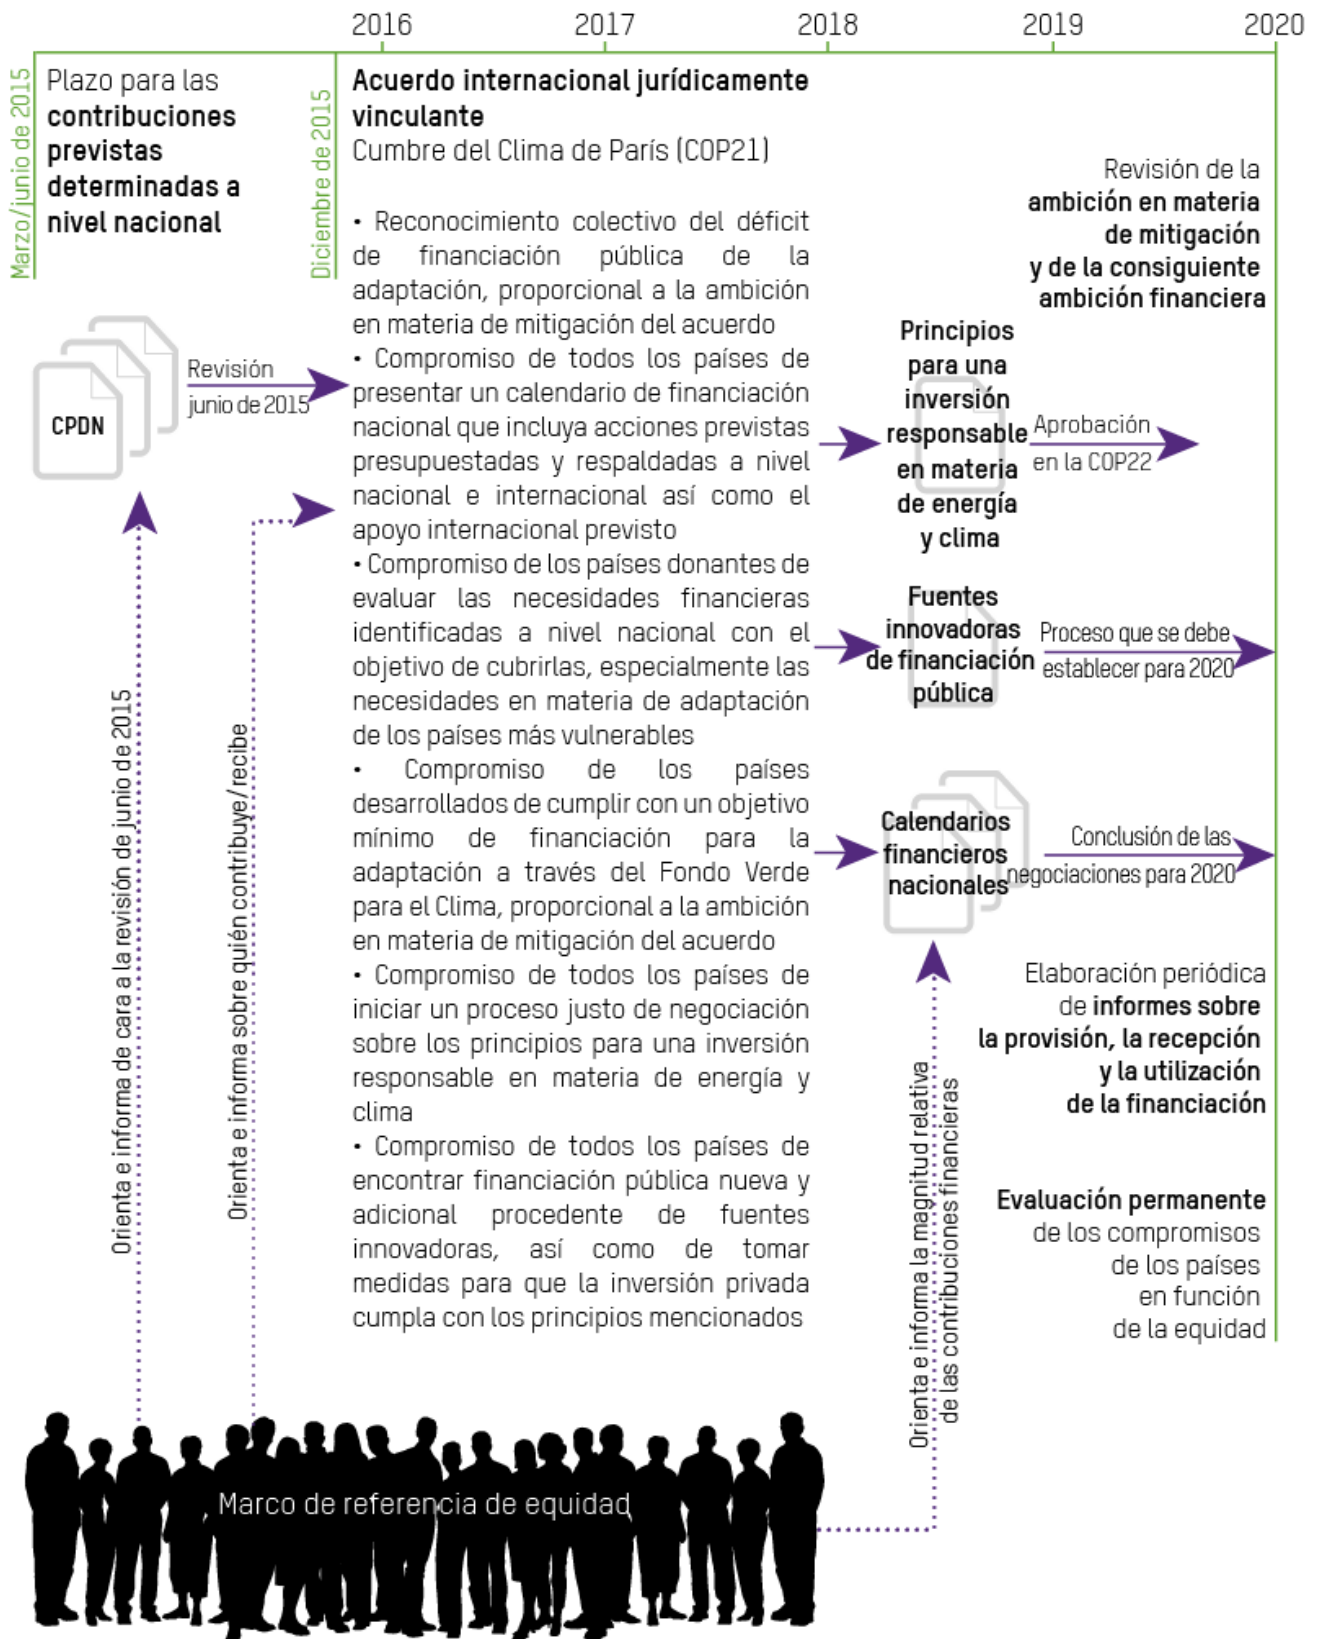 2016
2017
2018
2019
2020
Marzo/junio de 2015
Plazo para las
contribuciones
previstas
determinadas a
nivel nacional
Diciembre de 2015
Acuerdo internacional jurídicamente
vinculante
Cumbre del Clima de París (COP21)
• Reconocimiento colectivo del déficit
de financiación pública de la
adaptación, proporcional a la ambición
en materia de mitigación del acuerdo
• Compromiso de todos los países de
presentar un calendario de financiación
nacional que incluya acciones previstas
presupuestadas y respaldadas a nivel
nacional e internacional así como el
apoyo internacional previsto
• Compromiso de los países donantes de
evaluar las necesidades financieras
identificadas a nivel nacional con el
objetivo de cubrirlas, especialmente las
necesidades en materia de adaptación
de los países más vulnerables
• Compromiso de los países
desarrollados de cumplir con un objetivo
mínimo de financiación para la
adaptación a través del Fondo Verde
para el Clima, proporcional a la ambición
en materia de mitigación del acuerdo
• Compromiso de todos los países de
iniciar un proceso justo de negociación
sobre los principios para una inversión
responsable en materia de energía y
clima
• Compromiso de todos los países de
encontrar financiación pública nueva y
adicional procedente de fuentes
innovadoras, así como de tomar
medidas para que la inversión privada
cumpla con los principios mencionados
CPDN
Revisión
junio de 2015
Orienta e informa de cara a la revisión de junio de 2015
Orienta e informa sobre quién contribuye/recibe
Revisión de la
ambición en materia
de mitigación
y de la consiguiente
ambición financiera
Principios
para una
inversión
responsable
en materia
de energía
y clima
Aprobación
en la COP22
Fuentes
innovadoras
de financiación
pública
Proceso que se debe
establecer para 2020
Calendarios
financieros
nacionales
Conclusión de las
negociaciones para 2020
Elaboración periódica
de informes sobre
la provisión, la recepción
y la utilización
de la financiación
Evaluación permanente
de los compromisos
de los países
en función
de la equidad
Orienta e informa la magnitud relativa
de las contribuciones financieras
Marco de referencia de equidad